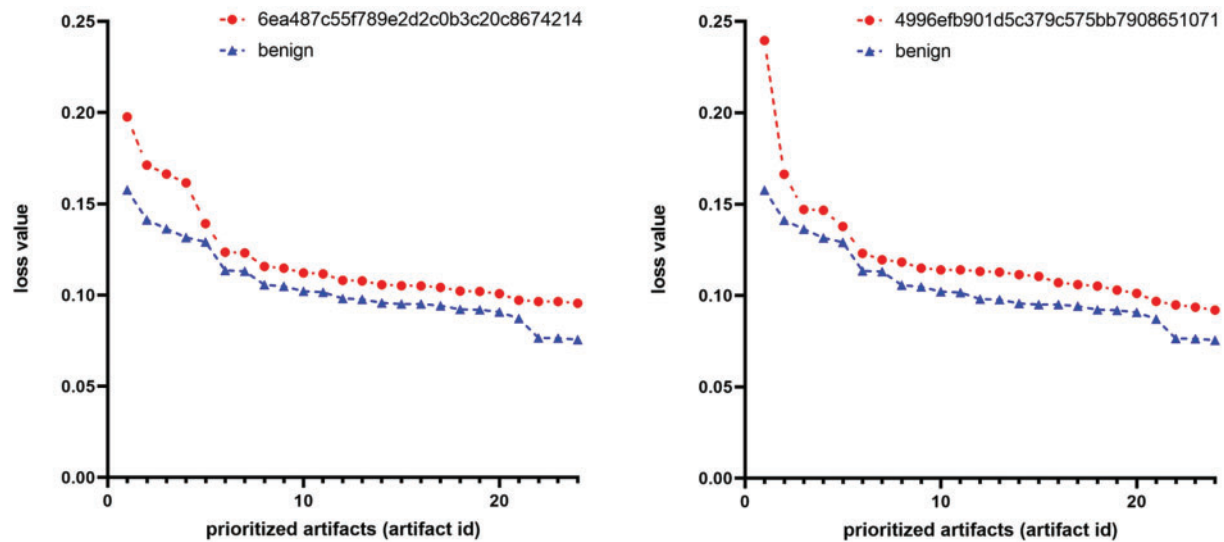 6ea487c55f789e2d2c0b3c20c8674214
benign
0.25
0.20
0.15
0.10
0.05
0.00
loss value
0
10
20
prioritized artifacts (artifact id)
4996efb901d5c379c575bb7908651071
benign
0.25
0.20
0.15
0.10
0.05
0.00
loss value
0
10
20
prioritized artifacts (artifact id)